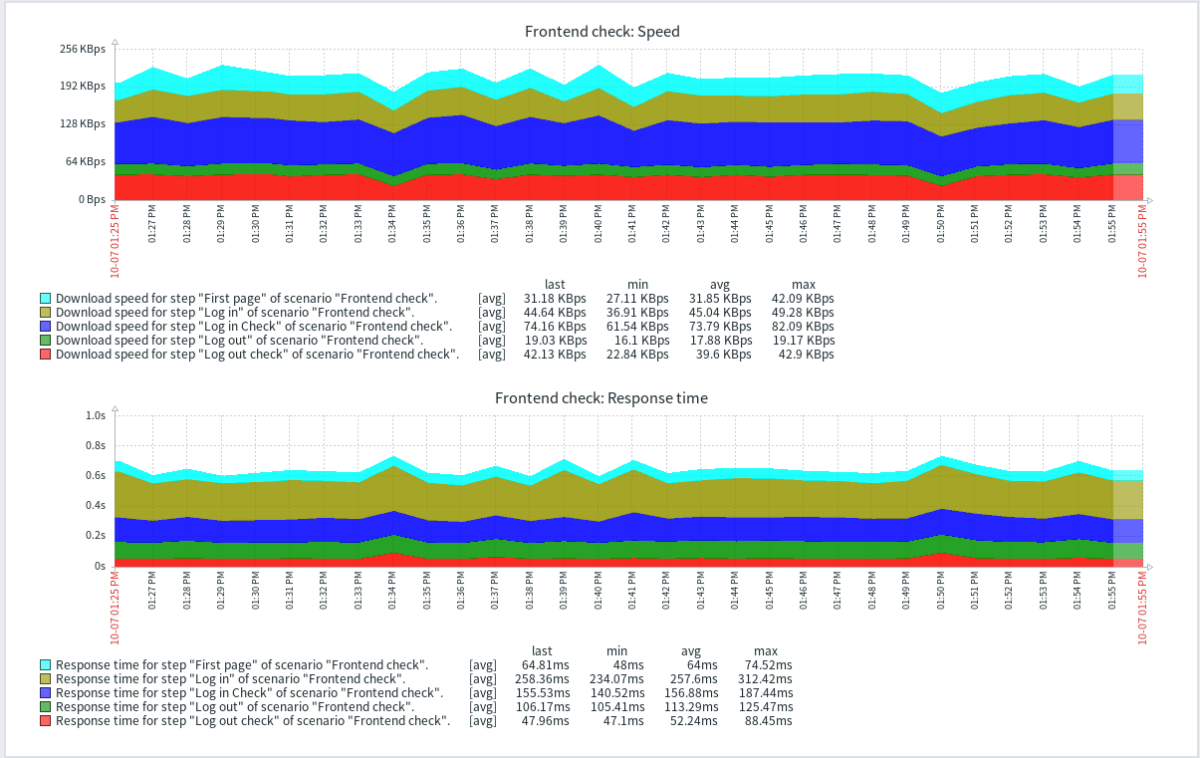 Frontend check: Speed
256 KBps
192 KBps
128 KBps
64 KBps
0 Bps
10-07 01:25 PM 01:27 PM 01:28 PM 01:29 PM 01:30 PM 01:31 PM 01:32 PM 01:33 PM 01:34 PM 01:35 PM 01:36 PM 01:37 PM 01:38 PM 01:39 PM 01:40 PM 01:41 PM 01:42 PM 01:43 PM 01:44 PM 01:45 PM 01:46 PM 01:47 PM 01:48 PM 01:49 PM 01:50 PM 01:51 PM 01:52 PM 01:53 PM 01:54 PM 01:55 PM 10-07 01:55 PM
last min avg max
Download speed for step "First page" of scenario "Frontend check". [avg] 31.18 KBps 27.11 KBps 31.85 KBps 42.09 KBps
Download speed for step "Log in" of scenario "Frontend check". [avg] 44.64 KBps 36.91 KBps 45.04 KBps 49.28 KBps
Download speed for step "Log in Check" of scenario "Frontend check". [avg] 74.16 KBps 61.54 KBps 73.79 KBps 82.09 KBps
Download speed for step "Log out" of scenario "Frontend check". [avg] 19.03 KBps 16.1 KBps 17.88 KBps 19.17 KBps
Download speed for step "Log out check" of scenario "Frontend check". [avg] 42.13 KBps 22.84 KBps 39.6 KBps 42.9 KBps
Frontend check: Response time
1.0s
0.8s
0.6s
0.4s
0.2s
0s
10-07 01:25 PM 01:27 PM 01:28 PM 01:29 PM 01:30 PM 01:31 PM 01:32 PM 01:33 PM 01:34 PM 01:35 PM 01:36 PM 01:37 PM 01:38 PM 01:39 PM 01:40 PM 01:41 PM 01:42 PM 01:43 PM 01:44 PM 01:45 PM 01:46 PM 01:47 PM 01:48 PM 01:49 PM 01:50 PM 01:51 PM 01:52 PM 01:53 PM 01:54 PM 01:55 PM 10-07 01:55 PM
last min avg max
Response time for step "First page" of scenario "Frontend check". [avg] 64.81ms 48ms 64ms 74.52ms
Response time for step "Log in" of scenario "Frontend check". [avg] 258.36ms 234.07ms 257.6ms 312.42ms
Response time for step "Log in Check" of scenario "Frontend check". [avg] 155.53ms 140.52ms 156.88ms 187.44ms
Response time for step "Log out" of scenario "Frontend check". [avg] 106.17ms 105.41ms 113.29ms 125.47ms
Response time for step "Log out check" of scenario "Frontend check". [avg] 47.96ms 47.1ms 52.24ms 88.45ms